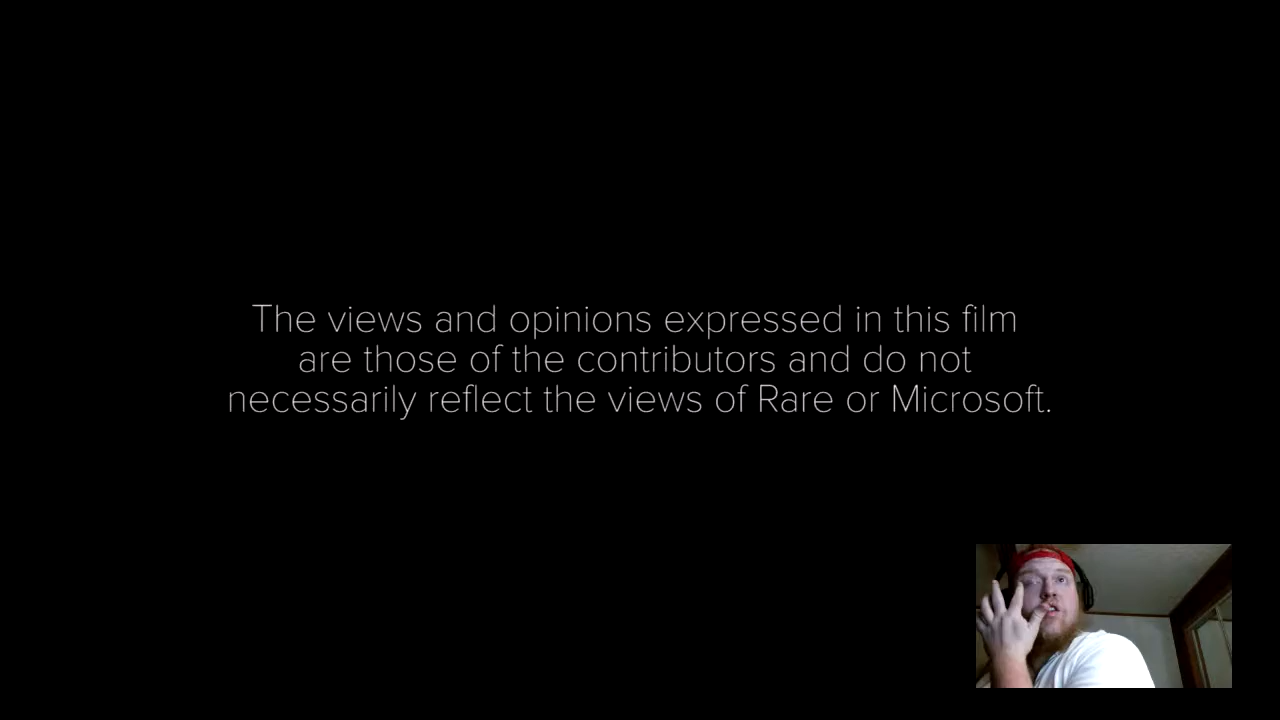 The views and opinions expressed in this film
are those of the contributors and do not
necessarily reflect the views of Rare or Microsoft.